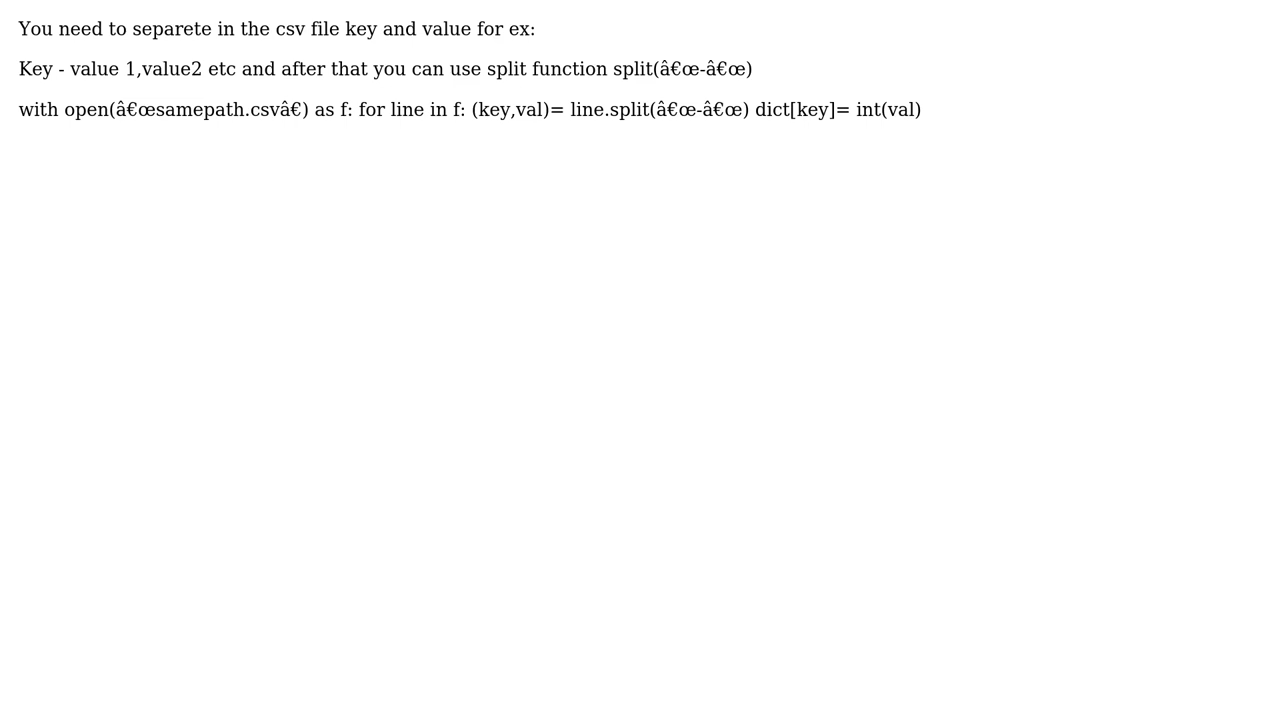 You need to separete in the csv file key and value for ex:
Key - value 1,value2 etc and after that you can use split function split(â€œ-â€œ)
with open(â€œsamepath.csvâ€) as f: for line in f: (key,val)= line.split(â€œ-â€œ) dict[key]= int(val)